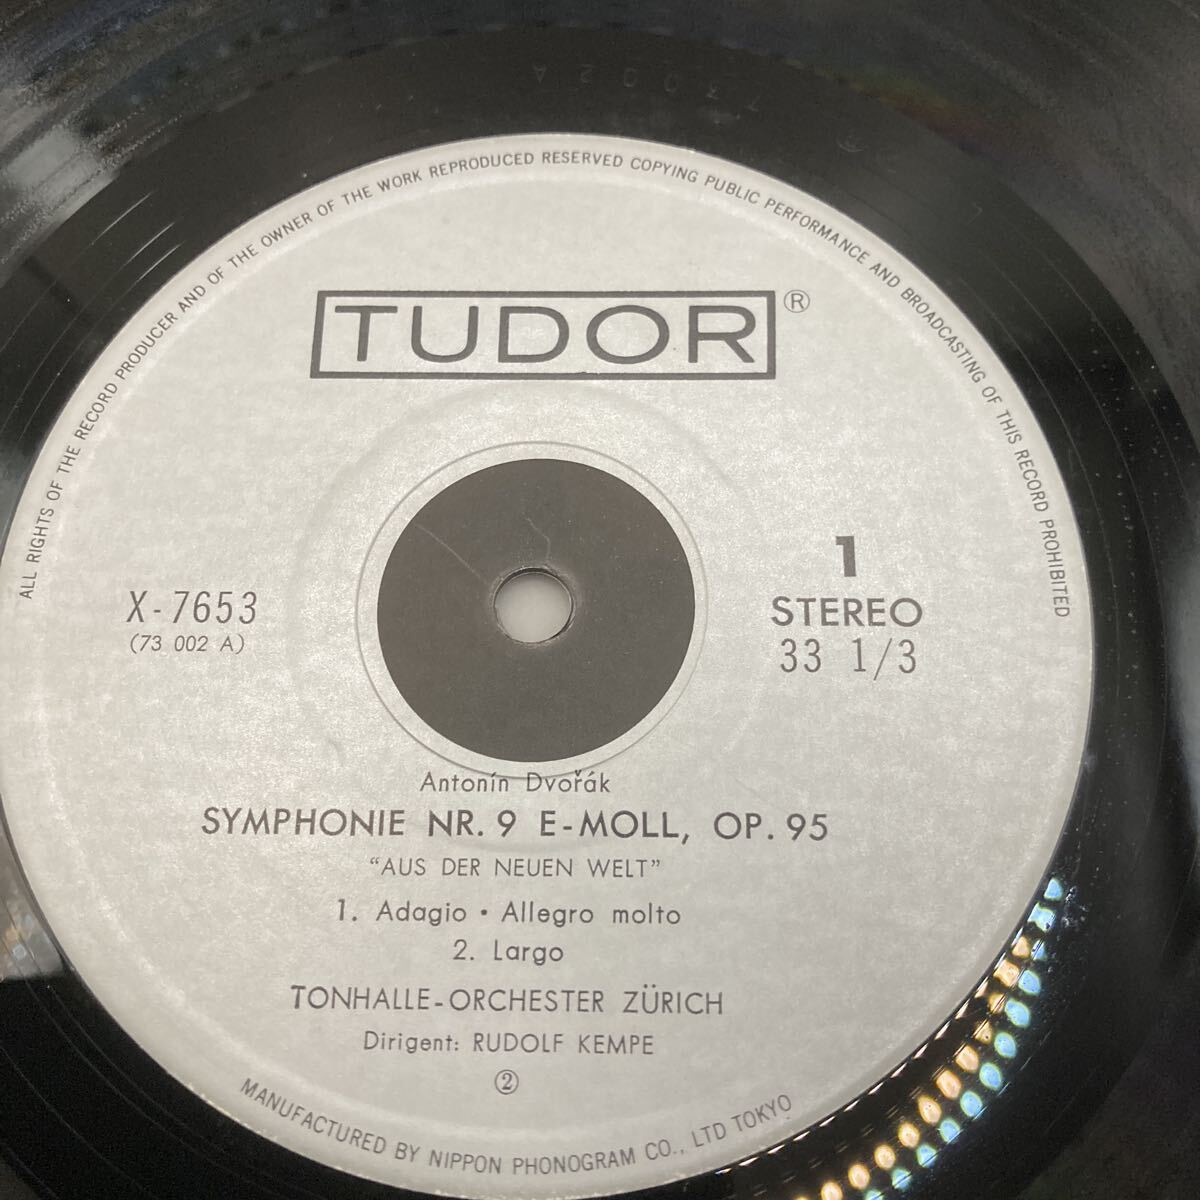 73002 A
ALL RIGHTS OF THE RECORD PRODUCER AND OF THE OWNER OF THE WORK REPRODUCED RESERVED COPYING PUBLIC PERFORMANCE AND BROADCASTING OF THIS RECORD PROHIBITED
TUDOR®
X-7653
(73 002 A)
1
STEREO
33 1/3
Antonín Dvořák
SYMPHONIE NR. 9 E-MOLL, OP. 95
“AUS DER NEUEN WELT”
1. Adagio • Allegro molto
2. Largo
TONHALLE-ORCHESTER ZÜRICH
Dirigent: RUDOLF KEMPE
②
MANUFACTURED BY NIPPON PHONOGRAM CO., LTD TOKYO